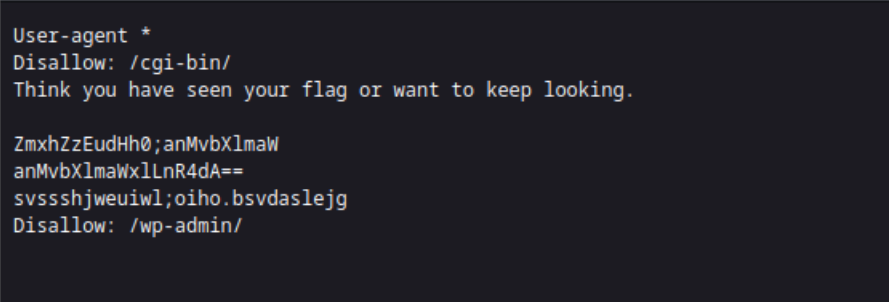 User-agent *
Disallow: /cgi-bin/
Think you have seen your flag or want to keep looking.
ZmxhZzEudHh0;anMvbXlmaW
anMvbXlmaWxlLnR4dA==
svssshjweuiwl;oiho.bsvdaslejg
Disallow: /wp-admin/